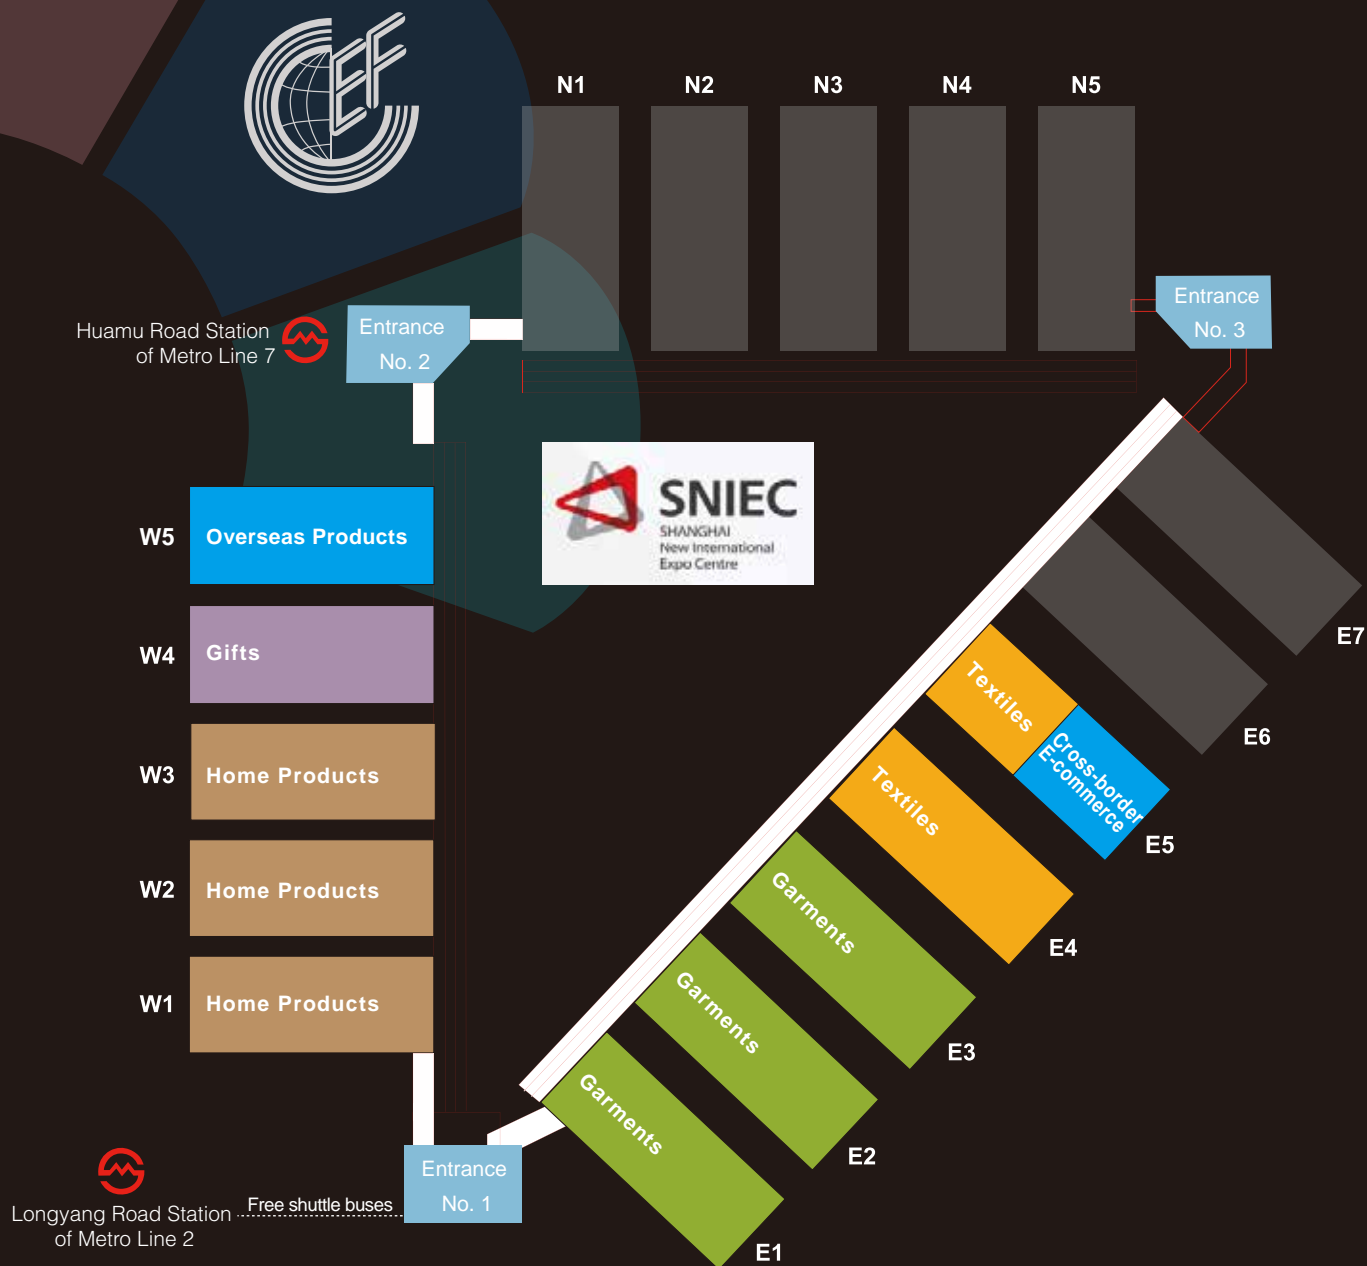 CEF
N1
N2
N3
N4
N5
Entrance
No. 3
Huamu Road Station
of Metro Line 7
Entrance
No. 2
SNIEC
SHANGHAI
New International
Expo Centre
W5
Overseas Products
W4
Gifts
W3
Home Products
W2
Home Products
W1
Home Products
E7
E6
Textiles
Cross-border
E-commerce
E5
Textiles
E4
Garments
E3
Garments
E2
Garments
E1
Entrance
No. 1
Free shuttle buses
Longyang Road Station
of Metro Line 2